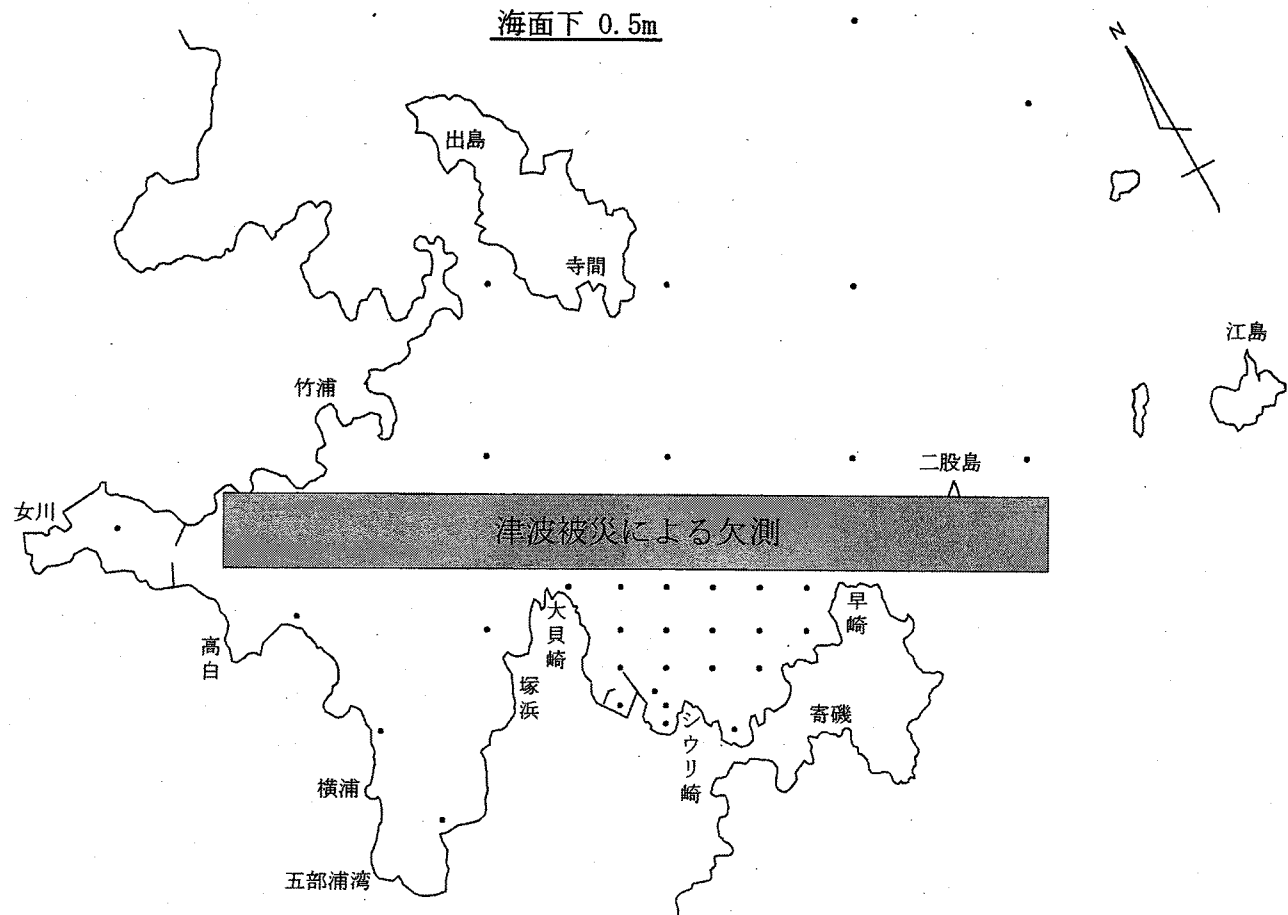 海面下 0.5m
N
出島
寺間
江島
竹浦
二股島
女川
津波被災による欠測
高白
大貝崎
早崎
塚浜
シウリ崎
寄磯
横浦
五部浦湾